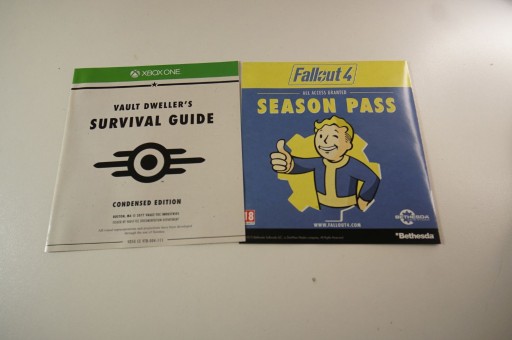 XBOX ONE
VAULT DWELLER'S
SURVIVAL GUIDE
CONDENSED EDITION
Fallout 4
ALL ACCESS GRANTED
SEASON PASS
18
WWW.FALLOUT4.COM
BETHESDA
Bethesda